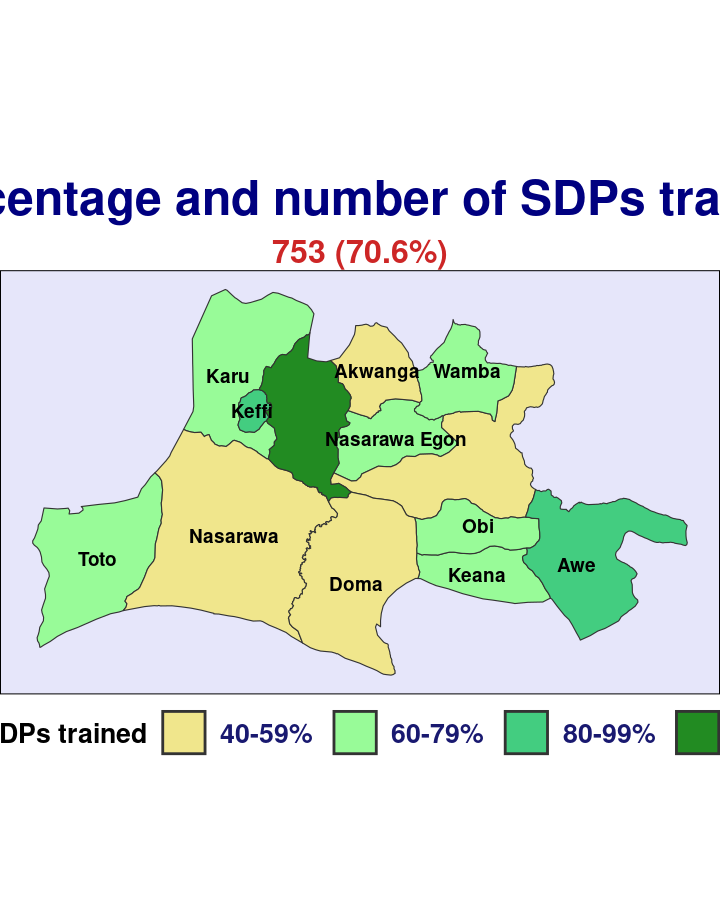 centage and number of SDPs tra
753 (70.6%)
Karu
Akwanga
Wamba
Keffi
Nasarawa Egon
Nasarawa
Obi
Toto
Awe
Keana
Doma
DPs trained 40-59% 60-79% 80-99%